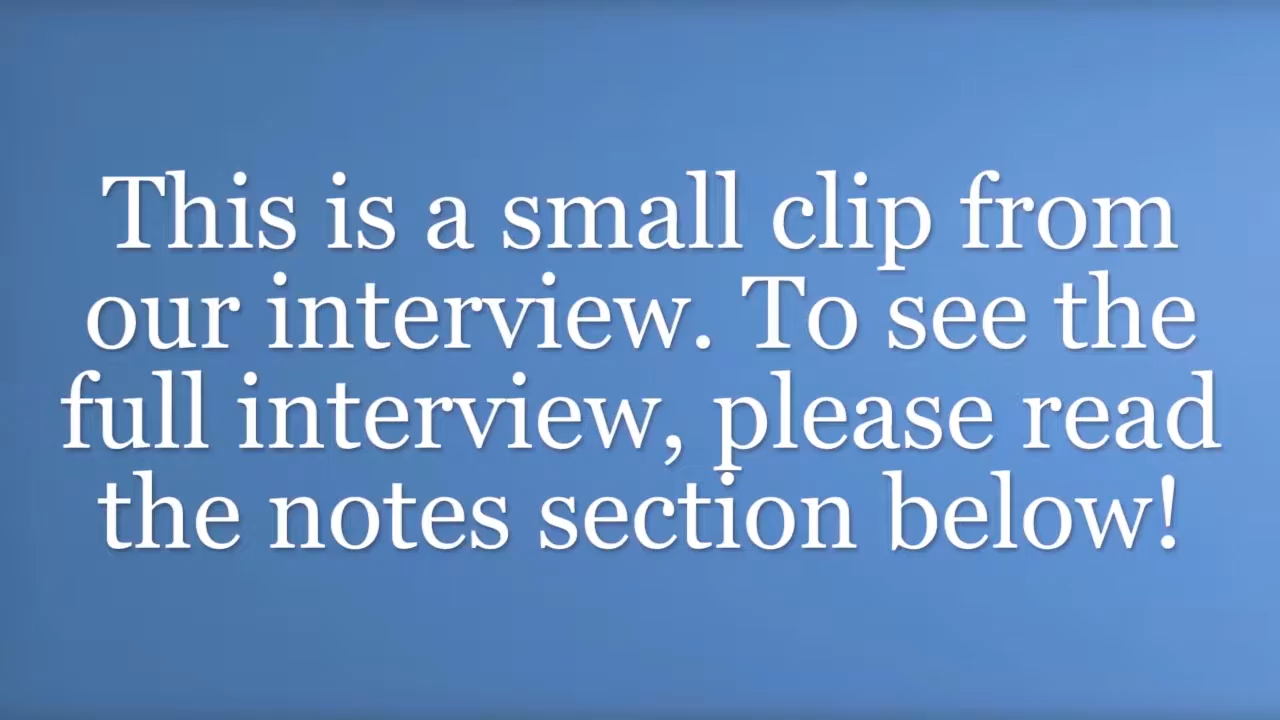 This is a small clip from
our interview. To see the
full interview, please read
the notes section below!